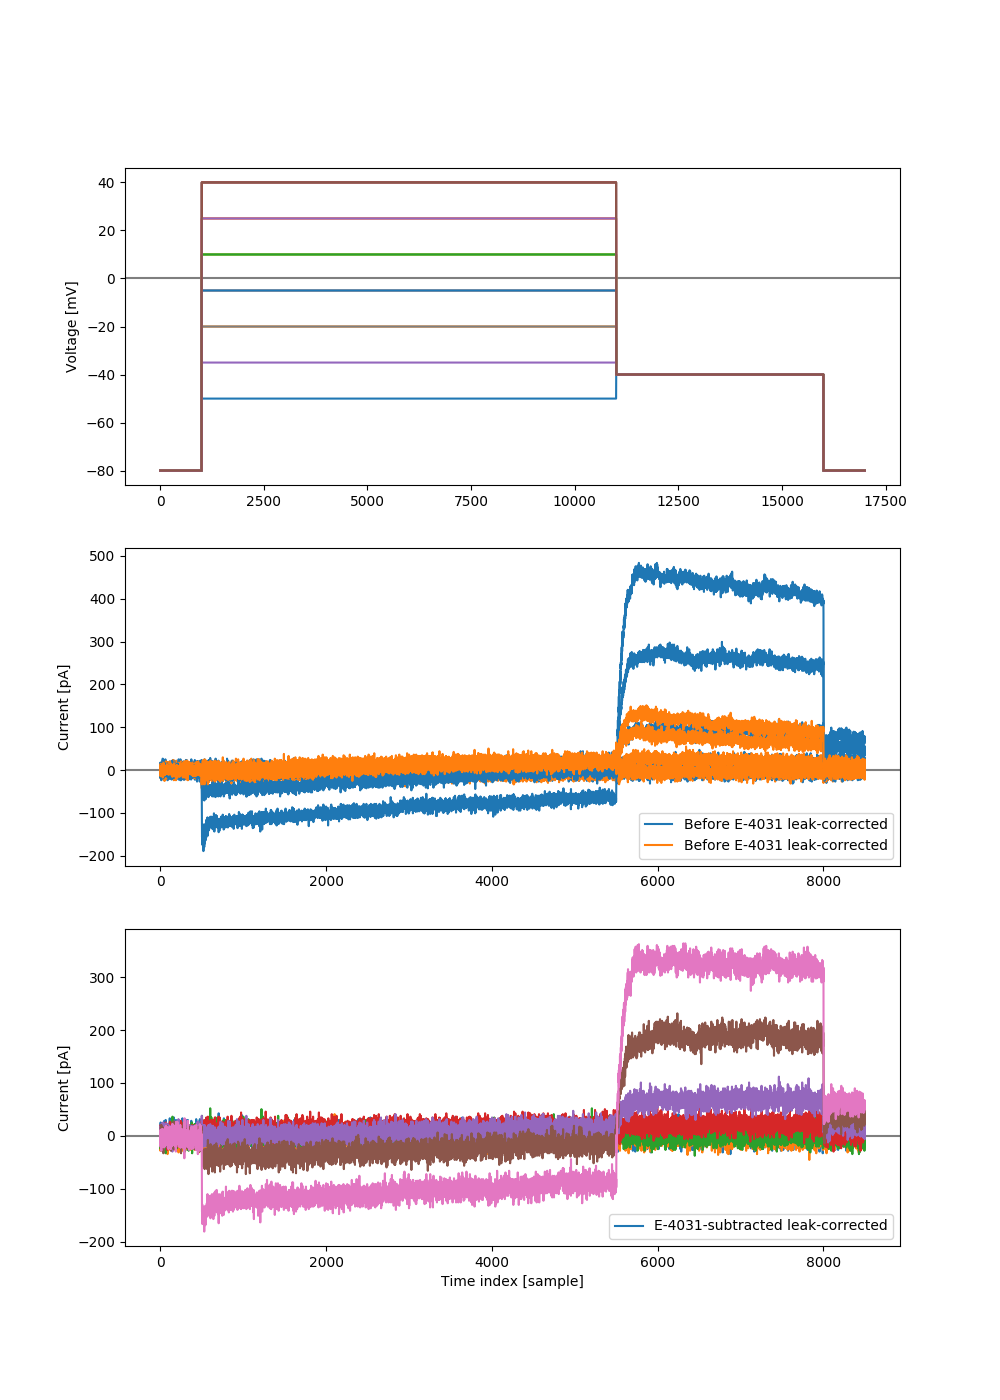 40
20
0
−20
−40
−60
−80
Voltage [mV]
0 2500 5000 7500 10000 12500 15000 17500
500
400
300
200
100
0
−100
−200
Current [pA]
Before E-4031 leak-corrected
Before E-4031 leak-corrected
0 2000 4000 6000 8000
300
200
100
0
−100
−200
Current [pA]
E-4031-subtracted leak-corrected
0 2000 4000 6000 8000
Time index [sample]